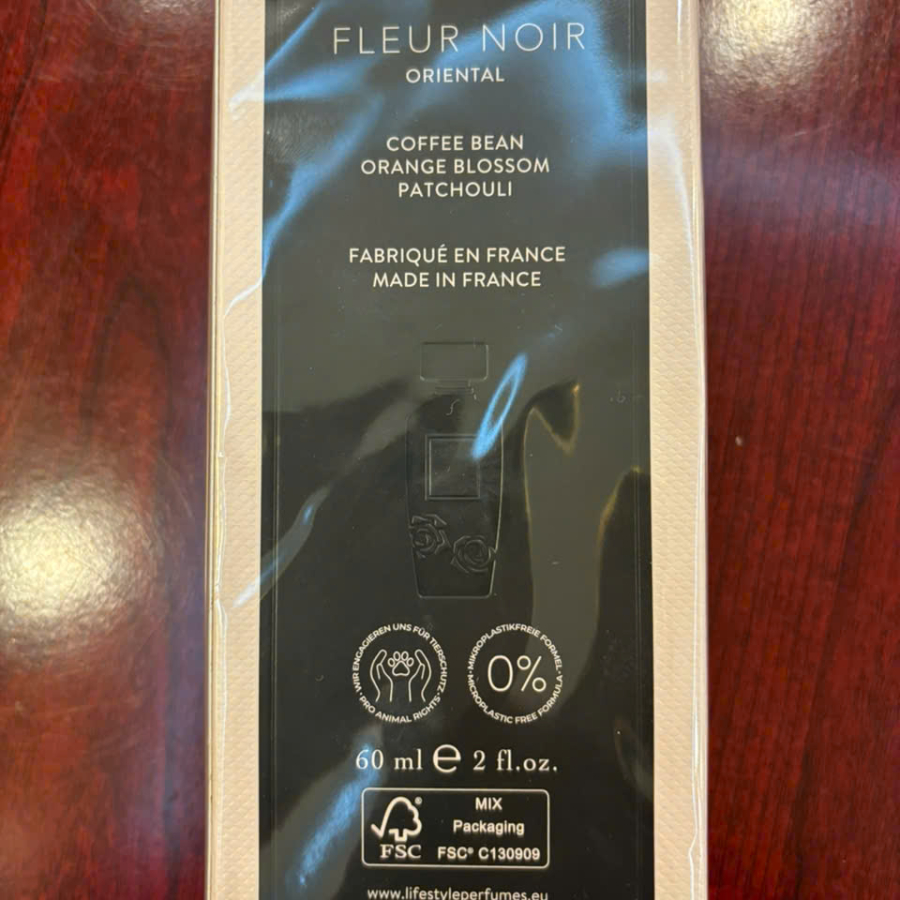 FLEUR NOIR
ORIENTAL
COFFEE BEAN
ORANGE BLOSSOM
PATCHOULI
FABRIQUÉ EN FRANCE
MADE IN FRANCE
WIR ENGAGIEREN UNS FÜR TIERSCHUTZ · PRO ANIMAL RIGHTS ·
MIKROPLASTIKFREIE FORMEL · MICROPLASTIC FREE FORMULA ·
0%
60 ml ℮ 2 fl.oz.
MIX
Packaging
FSC® FSC® C130909
www.lifestyleperfumes.eu